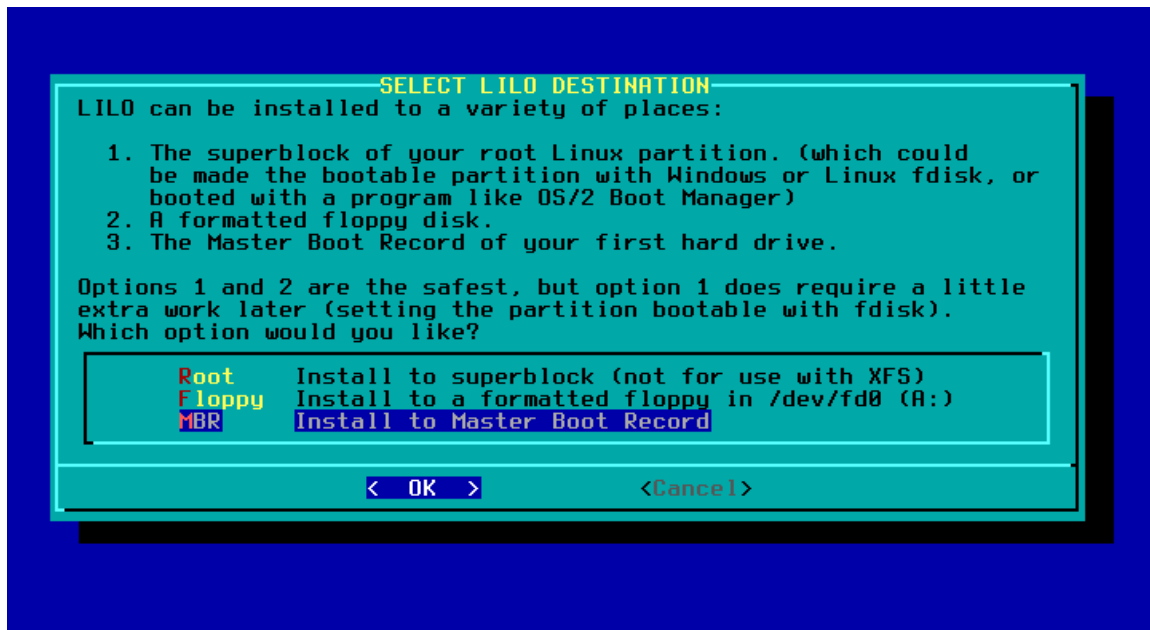 SELECT LILO DESTINATION
LILO can be installed to a variety of places:
1. The superblock of your root Linux partition. (which could
be made the bootable partition with Windows or Linux fdisk, or
booted with a program like OS/2 Boot Manager)
2. A formatted floppy disk.
3. The Master Boot Record of your first hard drive.
Options 1 and 2 are the safest, but option 1 does require a little
extra work later (setting the partition bootable with fdisk).
Which option would you like?
Root Install to superblock (not for use with XFS)
Floppy Install to a formatted floppy in /dev/fd0 (A:)
MBR Install to Master Boot Record
< OK > <Cancel>